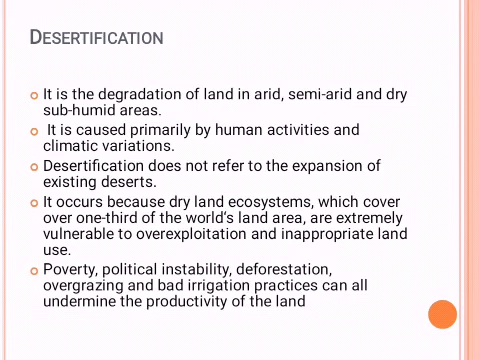 DESERTIFICATION
It is the degradation of land in arid, semi-arid and dry
sub-humid areas.
It is caused primarily by human activities and
climatic variations.
Desertification does not refer to the expansion of
existing deserts.
It occurs because dry land ecosystems, which cover
over one-third of the world‘s land area, are extremely
vulnerable to overexploitation and inappropriate land
use.
Poverty, political instability, deforestation,
overgrazing and bad irrigation practices can all
undermine the productivity of the land